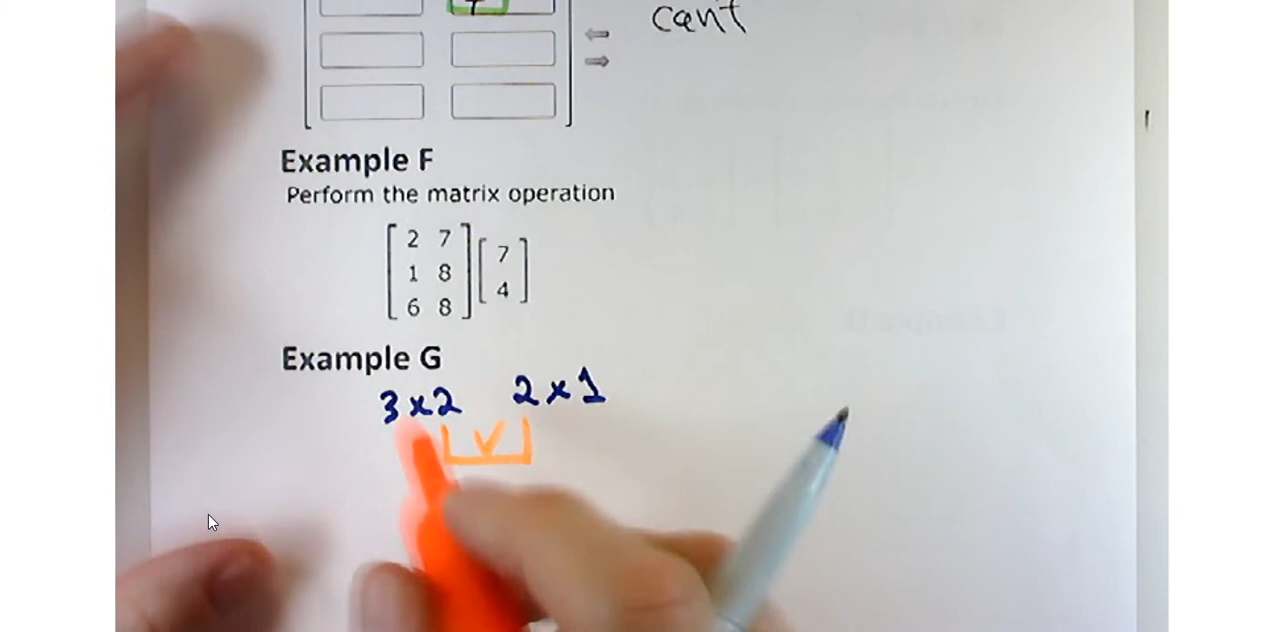 cant
Example F
Perform the matrix operation
2 7
1 8
6 8
7
4
Example G
3x2 2x1